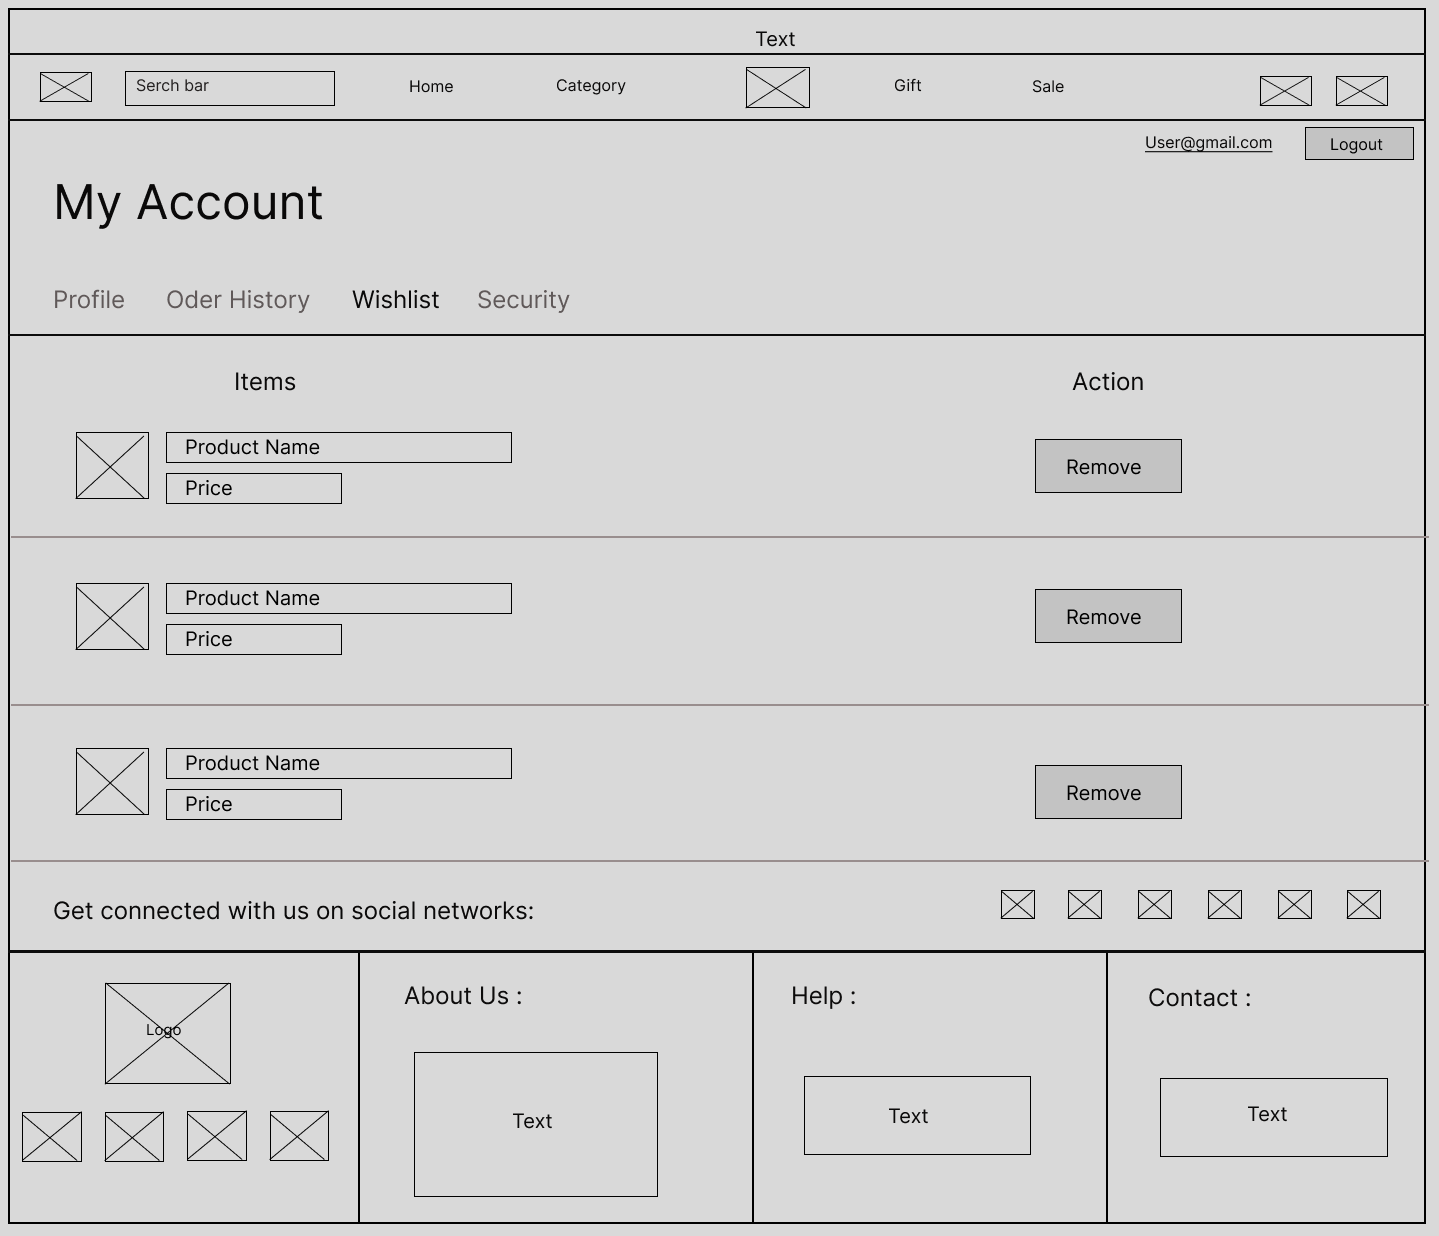 Text
Serch bar
Home
Category
Gift
Sale
User@gmail.com
Logout
My Account
Profile
Oder History
Wishlist
Security
Items
Action
Product Name
Price
Remove
Product Name
Price
Remove
Product Name
Price
Remove
Get connected with us on social networks:
Logo
About Us :
Text
Help :
Text
Contact :
Text